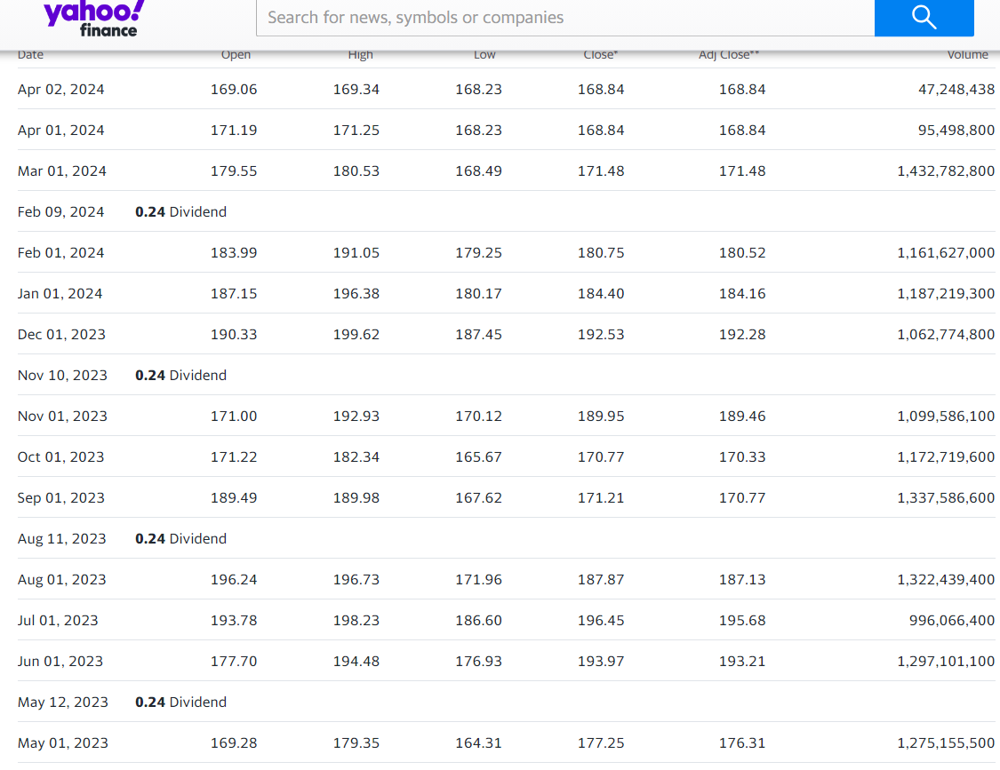 yahoo!
finance
Search for news, symbols or companies
Date Open High Low Close* Adj Close** Volume
Apr 02, 2024 169.06 169.34 168.23 168.84 168.84 47,248,438
Apr 01, 2024 171.19 171.25 168.23 168.84 168.84 95,498,800
Mar 01, 2024 179.55 180.53 168.49 171.48 171.48 1,432,782,800
Feb 09, 2024 0.24 Dividend
Feb 01, 2024 183.99 191.05 179.25 180.75 180.52 1,161,627,000
Jan 01, 2024 187.15 196.38 180.17 184.40 184.16 1,187,219,300
Dec 01, 2023 190.33 199.62 187.45 192.53 192.28 1,062,774,800
Nov 10, 2023 0.24 Dividend
Nov 01, 2023 171.00 192.93 170.12 189.95 189.46 1,099,586,100
Oct 01, 2023 171.22 182.34 165.67 170.77 170.33 1,172,719,600
Sep 01, 2023 189.49 189.98 167.62 171.21 170.77 1,337,586,600
Aug 11, 2023 0.24 Dividend
Aug 01, 2023 196.24 196.73 171.96 187.87 187.13 1,322,439,400
Jul 01, 2023 193.78 198.23 186.60 196.45 195.68 996,066,400
Jun 01, 2023 177.70 194.48 176.93 193.97 193.21 1,297,101,100
May 12, 2023 0.24 Dividend
May 01, 2023 169.28 179.35 164.31 177.25 176.31 1,275,155,500